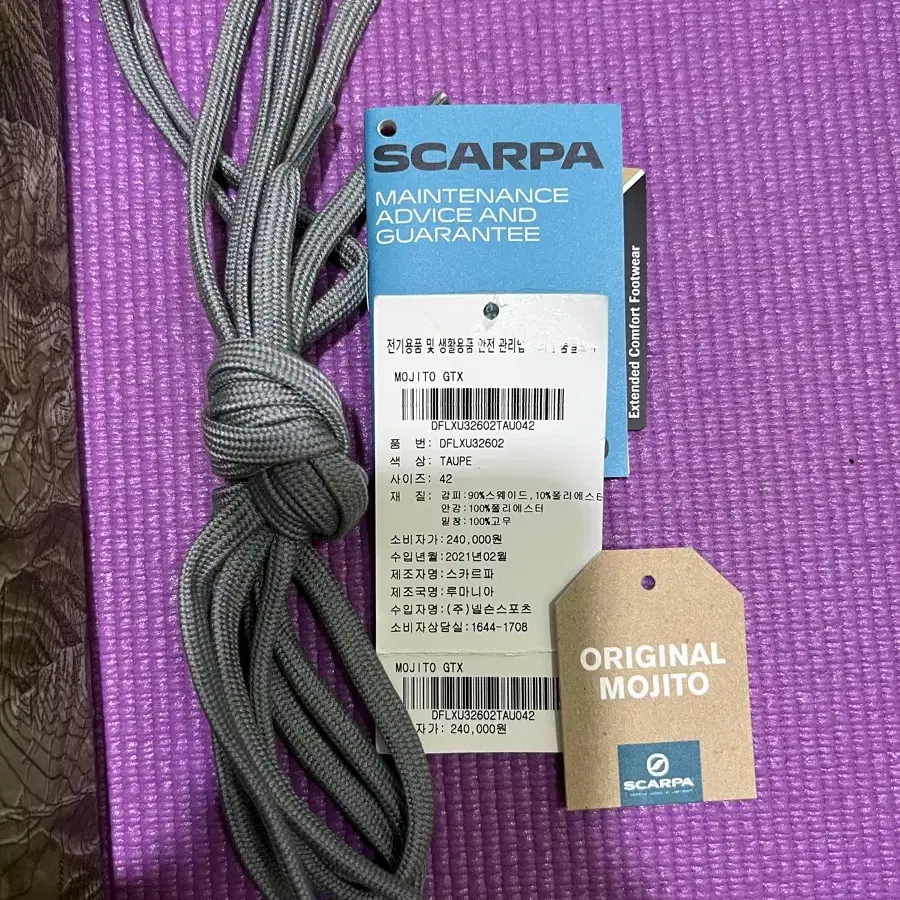 SCARPA
MAINTENANCE
ADVICE AND
GUARANTEE
Extended Comfort Footwear
전기용품 및 생활용품 안전 관리법
MOJITO GTX
DFLXU32602TAU042
품 번: DFLXU32602
색 상: TAUPE
사이즈: 42
재 질: 갑피:90%스웨이드,10%폴리에스터
안감:100%폴리에스터
밑창:100%고무
소비자가: 240,000원
수입년월: 2021년02월
제조자명: 스카르파
제조국명: 루마니아
수입자명: (주)넬슨스포츠
소비자상담실: 1644-1708
MOJITO GTX
DFLXU32602TAU042
자가: 240,000원
ORIGINAL
MOJITO
SCARPA